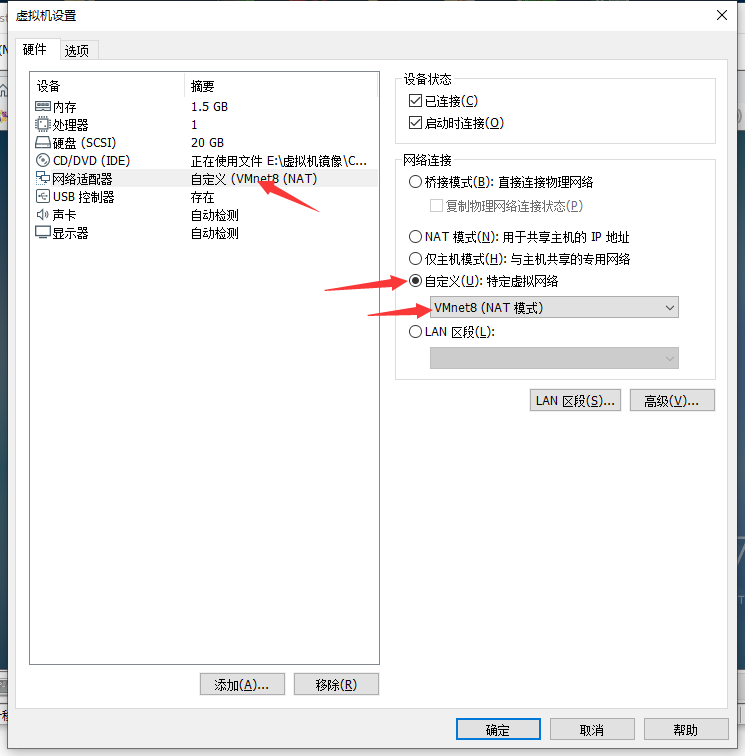 虚拟机设置
硬件 选项
设备 摘要
内存 1.5 GB
处理器 1
硬盘 (SCSI) 20 GB
CD/DVD (IDE) 正在使用文件 E:\虚拟机镜像\C...
网络适配器 自定义 (VMnet8 (NAT)
USB 控制器 存在
声卡 自动检测
显示器 自动检测
添加(A)... 移除(R)
设备状态
已连接(C)
启动时连接(O)
网络连接
桥接模式(B): 直接连接物理网络
复制物理网络连接状态(P)
NAT 模式(N): 用于共享主机的 IP 地址
仅主机模式(H): 与主机共享的专用网络
自定义(U): 特定虚拟网络
VMnet8 (NAT 模式)
LAN 区段(L):
LAN 区段(S)... 高级(V)...
确定 取消 帮助